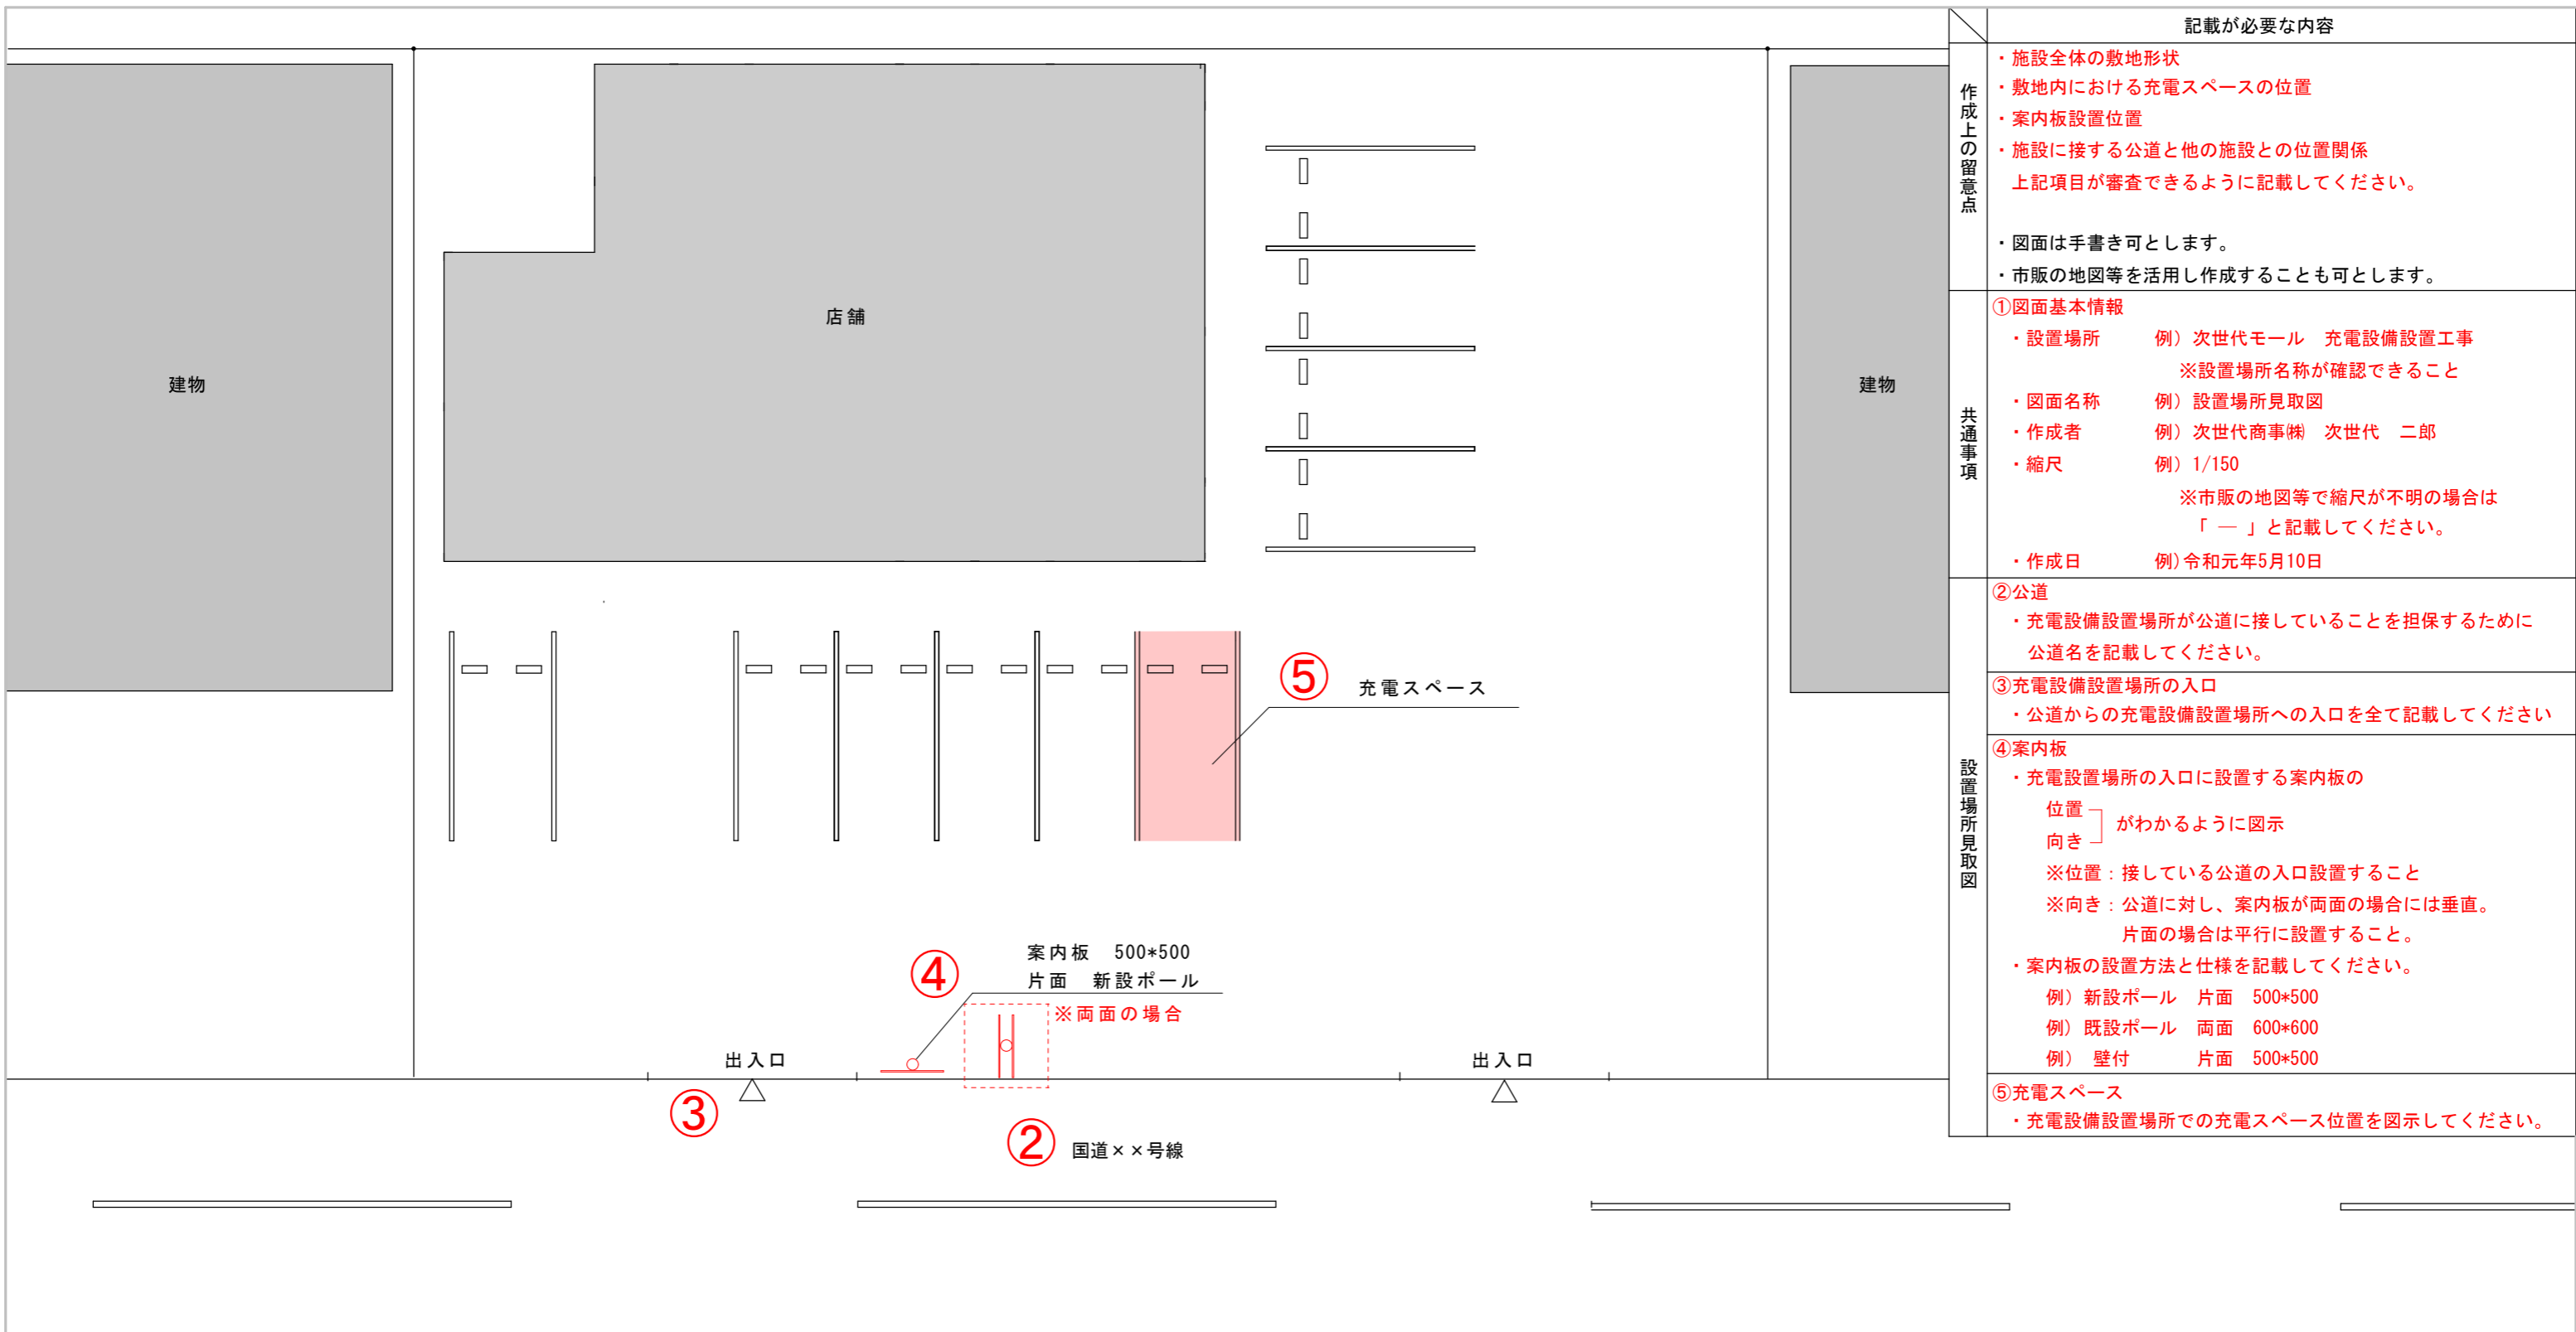 建物
店舗
建物
⑤ 充電スペース
案内板 500*500
④ 片面 新設ポール
※両面の場合
出入口
出入口
③
② 国道××号線
記載が必要な内容
作成上の留意点
・施設全体の敷地形状
・敷地内における充電スペースの位置
・案内板設置位置
・施設に接する公道と他の施設との位置関係
上記項目が審査できるように記載してください。
・図面は手書き可とします。
・市販の地図等を活用し作成することも可とします。
共通事項
①図面基本情報
・設置場所 例）次世代モール 充電設備設置工事
※設置場所名称が確認できること
・図面名称 例）設置場所見取図
・作成者 例）次世代商事㈱ 次世代 二郎
・縮尺 例）1/150
※市販の地図等で縮尺が不明の場合は
「 ― 」と記載してください。
・作成日 例)令和元年5月10日
設置場所見取図
②公道
・充電設備設置場所が公道に接していることを担保するために
公道名を記載してください。
③充電設備設置場所の入口
・公道からの充電設備設置場所への入口を全て記載してください
④案内板
・充電設置場所の入口に設置する案内板の
位置
がわかるように図示
向き
※位置：接している公道の入口設置すること
※向き：公道に対し、案内板が両面の場合には垂直。
片面の場合は平行に設置すること。
・案内板の設置方法と仕様を記載してください。
例）新設ポール 片面 500*500
例）既設ポール 両面 600*600
例） 壁付 片面 500*500
⑤充電スペース
・充電設備設置場所での充電スペース位置を図示してください。